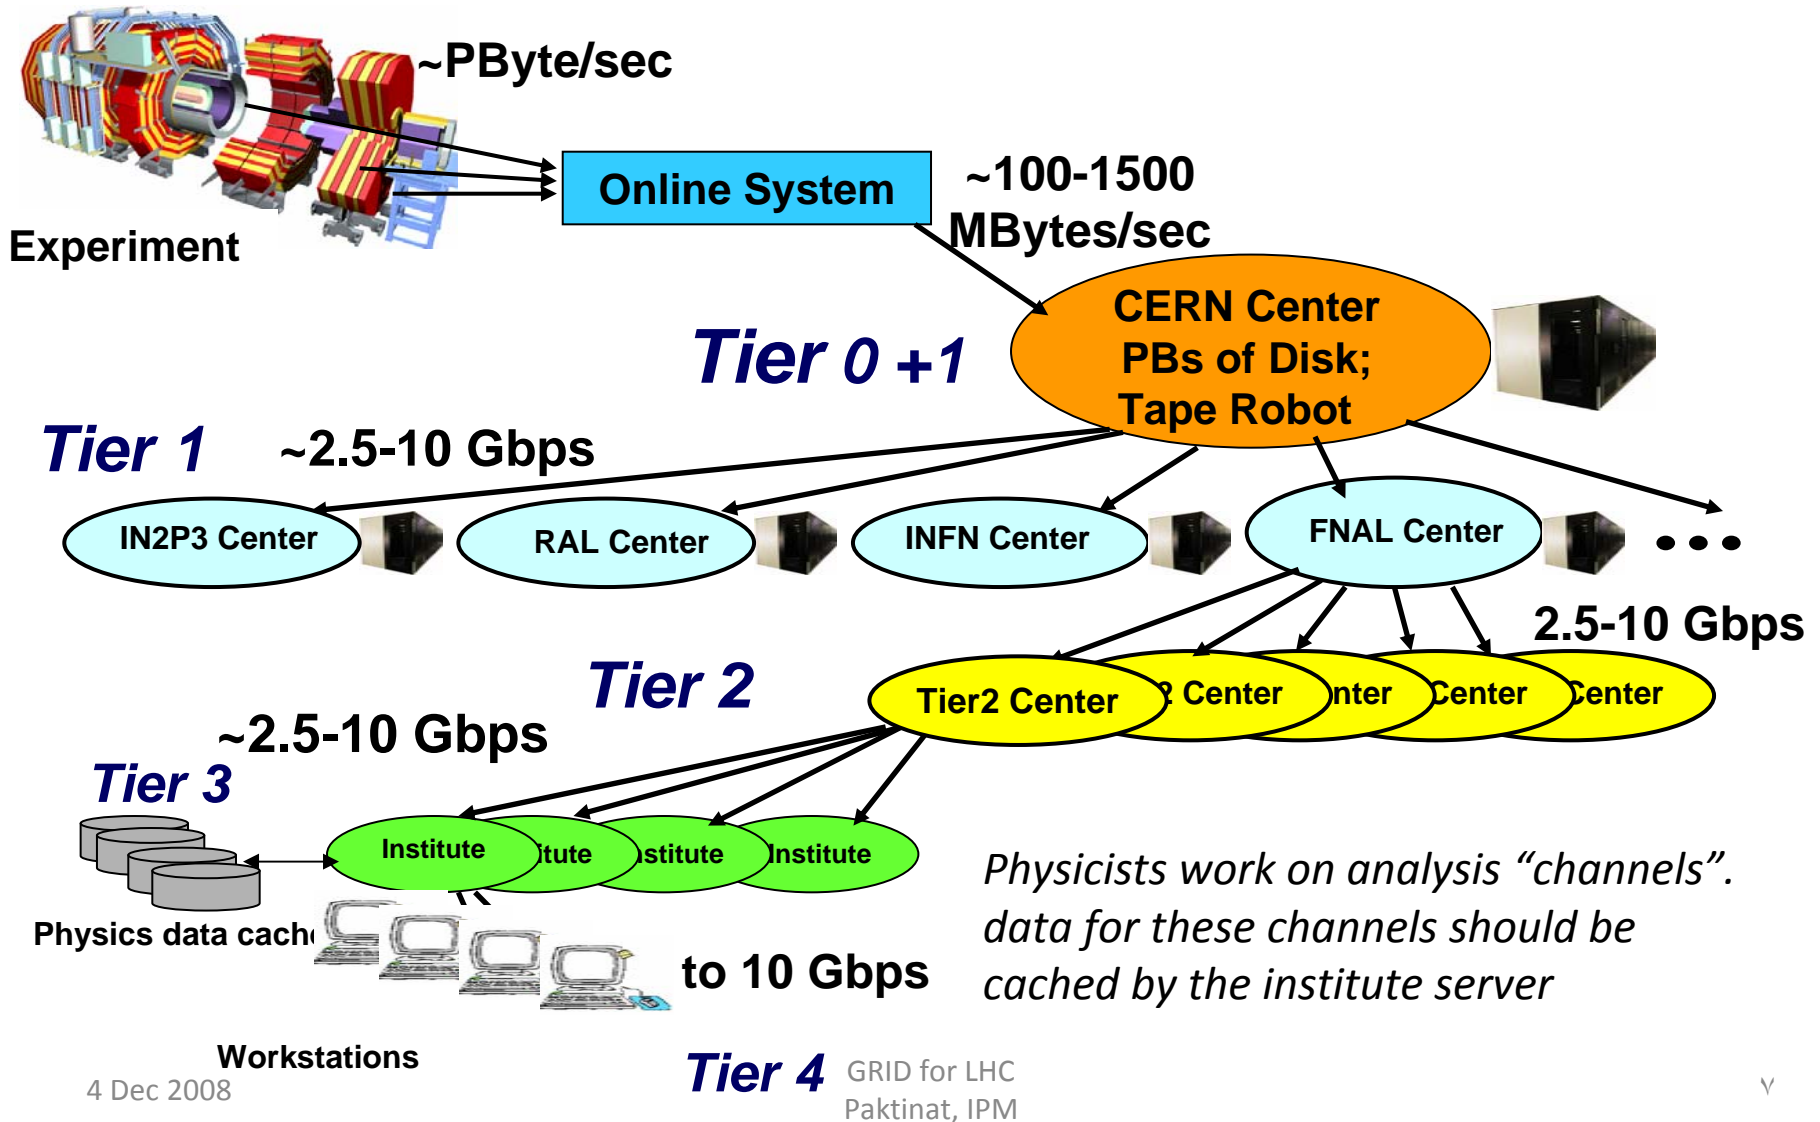 ~PByte/sec
Online System
~100-1500
MBytes/sec
Experiment
CERN Center
PBs of Disk;
Tape Robot
Tier 0 +1
Tier 1
~2.5-10 Gbps
IN2P3 Center
RAL Center
INFN Center
FNAL Center
2.5-10 Gbps
Tier 2
Tier2 Center
2 Center
nter
Center
Center
~2.5-10 Gbps
Tier 3
Institute
itute
stitute
Institute
Physics data cache
Physicists work on analysis “channels”.
data for these channels should be
cached by the institute server
to 10 Gbps
Workstations
Tier 4
4 Dec 2008
GRID for LHC
Paktinat, IPM
٧